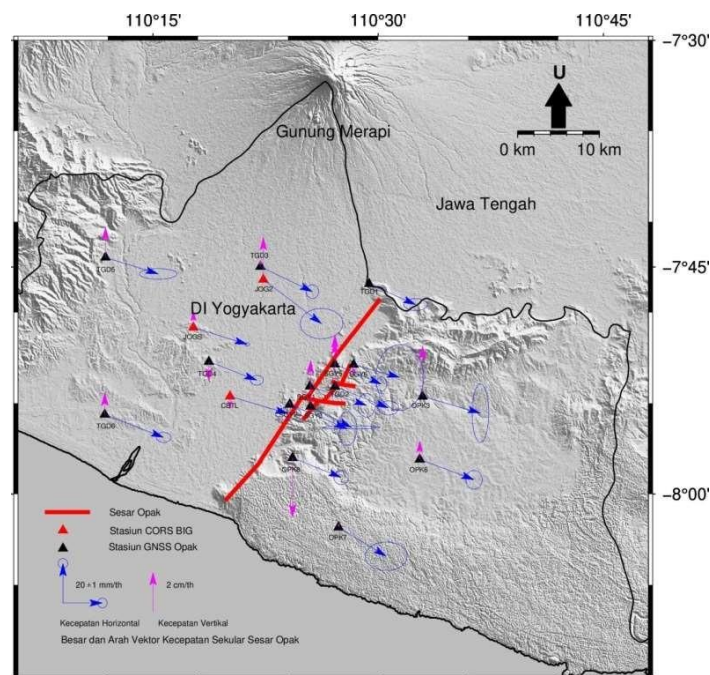 110°15' 110°30' 110°45'
-7°30'
U
0 km 10 km
Gunung Merapi
Jawa Tengah
TGD3
TGD5
-7°45'
JOG2
TGD1
DI Yogyakarta
TGD4
CBTL
OPK3
TGD6
OPK6
-8°00'
Sesar Opak
Stasiun CORS BIG
Stasiun GNSS Opak
OPK7
20 ±1 mm/th
2 cm/th
Kecepatan Horizontal
Kecepatan Vertikal
Besar dan Arah Vektor Kecepatan Sekular Sesar Opak